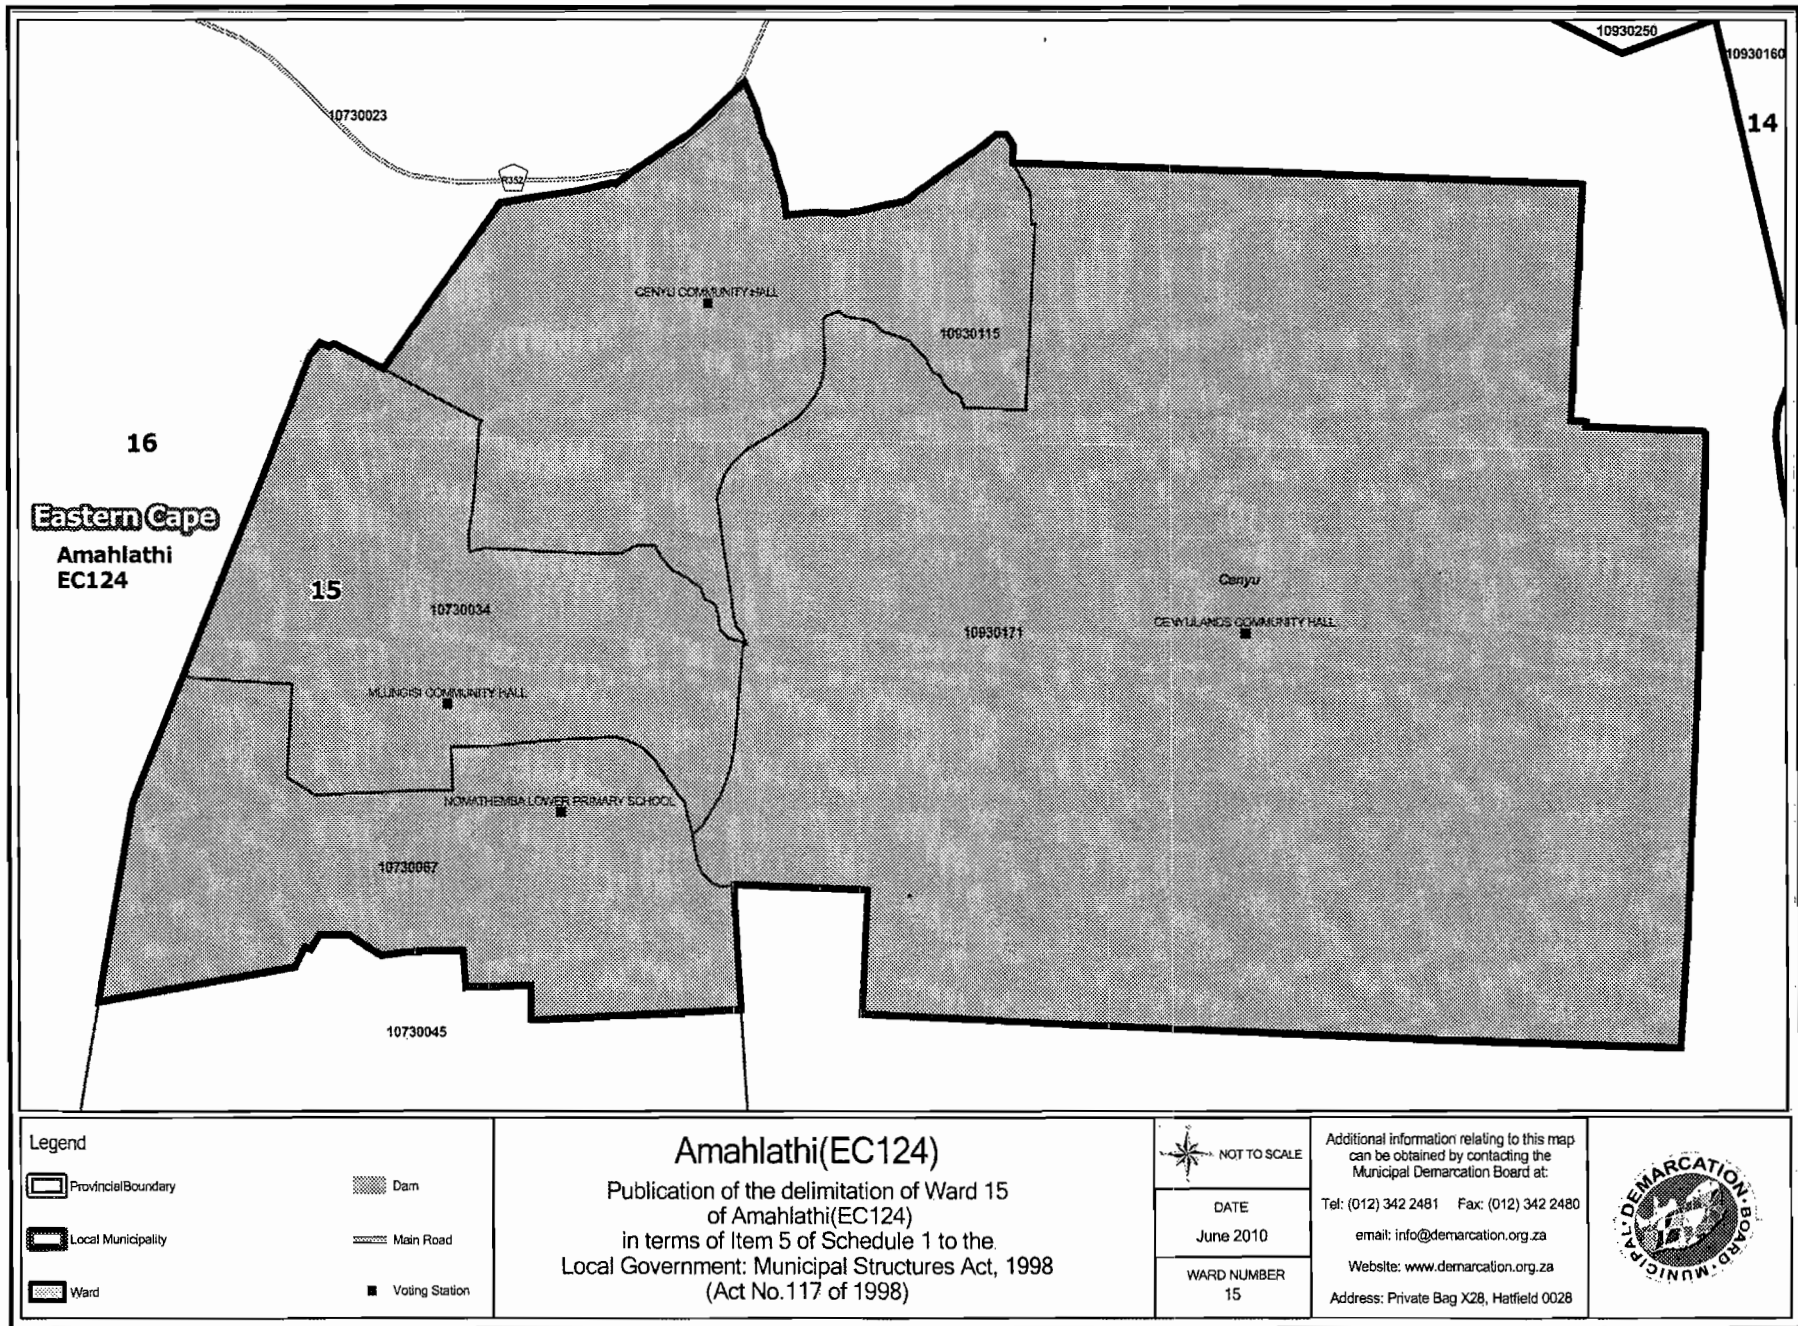 10930250
10930160
14
10730023
R352
CENYU COMMUNITY HALL
10930115
16
Eastern Cape
Amahlathi
EC124
15
10730034
Cenyu
CENYULANDS COMMUNITY HALL
10930171
MLUNGISI COMMUNITY HALL
NOMATHEMBA LOWER PRIMARY SCHOOL
10730067
10730045
Legend
ProvincialBoundary
Local Municipality
Ward
Dam
Main Road
Voting Station
Amahlathi(EC124)
Publication of the delimitation of Ward 15
of Amahlathi(EC124)
in terms of Item 5 of Schedule 1 to the
Local Government: Municipal Structures Act, 1998
(Act No.117 of 1998)
NOT TO SCALE
DATE
June 2010
WARD NUMBER
15
Additional information relating to this map
can be obtained by contacting the
Municipal Demarcation Board at:
Tel: (012) 342 2481 Fax: (012) 342 2480
email: info@demarcation.org.za
Website: www.demarcation.org.za
Address: Private Bag X28, Hatfield 0028
MUNICIPAL DEMARCATION BOARD